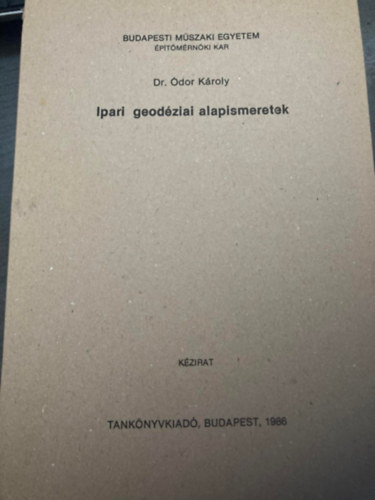 BUDAPESTI MŰSZAKI EGYETEM
ÉPÍTŐMÉRNÖKI KAR
Dr. Ódor Károly
Ipari geodéziai alapismeretek
KÉZIRAT
TANKÖNYVKIADÓ, BUDAPEST, 1986